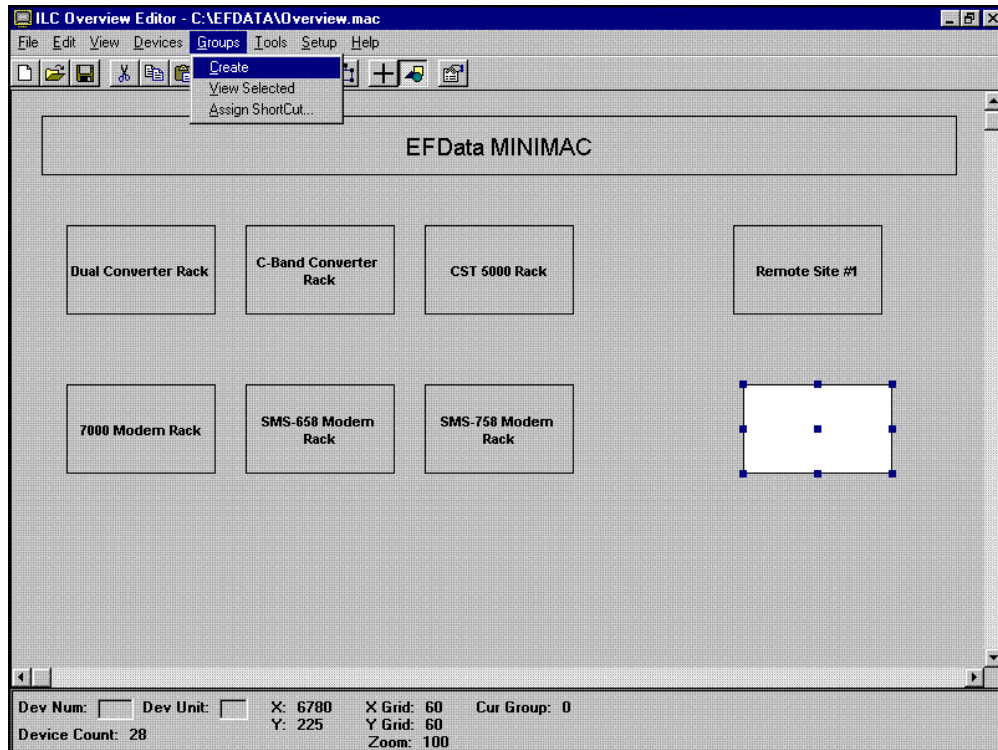 ILC Overview Editor - C:\EFDATA\Overview.mac
File Edit View Devices Groups Tools Setup Help
Create
View Selected
Assign ShortCut...
EFData MINIMAC
Dual Converter Rack
C-Band Converter
Rack
CST 5000 Rack
Remote Site #1
7000 Modem Rack
SMS-658 Modem
Rack
SMS-758 Modem
Rack
Dev Num: Dev Unit: X: 6780 X Grid: 60 Cur Group: 0
Y: 225 Y Grid: 60
Device Count: 28
Zoom: 100